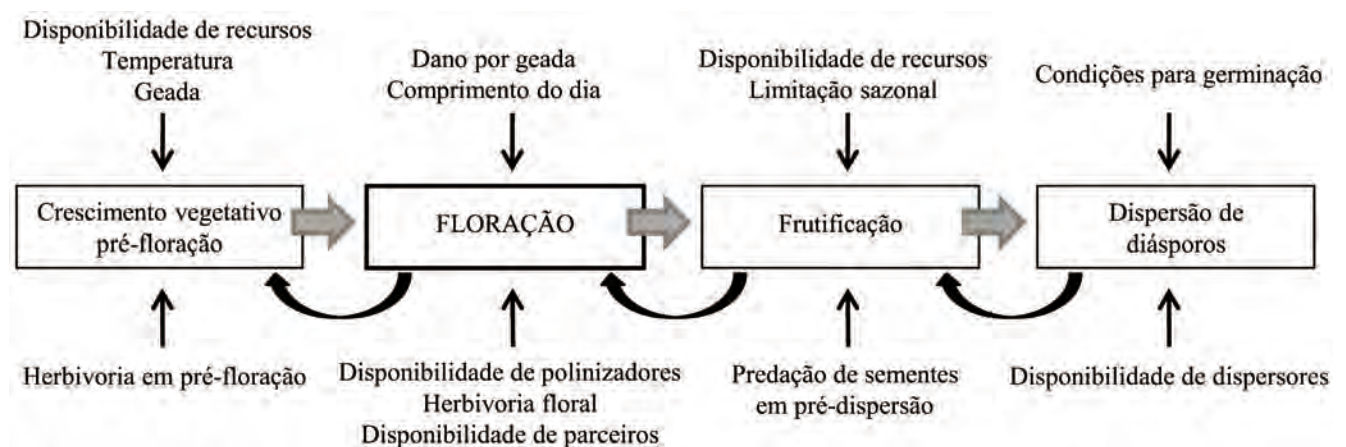 Disponibilidade de recursos
Temperatura
Geada
Dano por geada
Comprimento do dia
Disponibilidade de recursos
Limitação sazonal
Condições para germinação
Crescimento vegetativo
pré-floração
FLORAÇÃO
Frutificação
Dispersão de
diásporos
Herbivoria em pré-floração
Disponibilidade de polinizadores
Herbivoria floral
Disponibilidade de parceiros
Predação de sementes
em pré-dispersão
Disponibilidade de dispersores